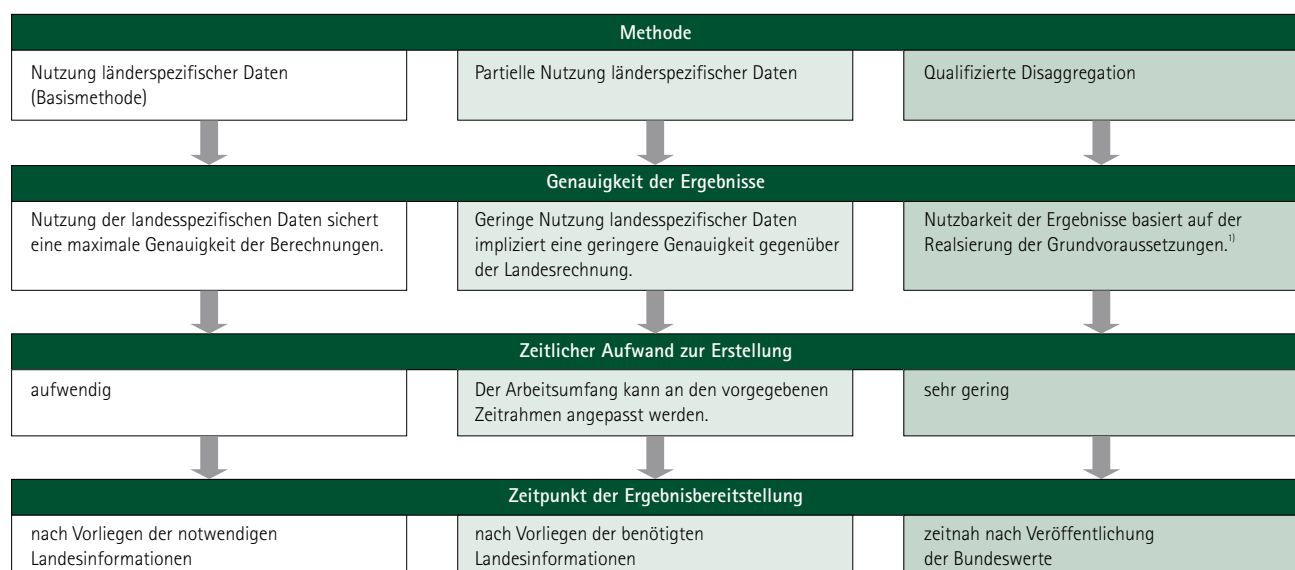 Methode
Nutzung länderspezifischer Daten
(Basismethode)
Partielle Nutzung länderspezifischer Daten
Qualifizierte Disaggregation
Genauigkeit der Ergebnisse
Nutzung der landesspezifischen Daten sichert
eine maximale Genauigkeit der Berechnungen.
Geringe Nutzung landesspezifischer Daten
impliziert eine geringere Genauigkeit gegenüber
der Landesrechnung.
Nutzbarkeit der Ergebnisse basiert auf der
Realsierung der Grundvoraussetzungen.¹⁾
Zeitlicher Aufwand zur Erstellung
aufwendig
Der Arbeitsumfang kann an den vorgegebenen
Zeitrahmen angepasst werden.
sehr gering
Zeitpunkt der Ergebnisbereitstellung
nach Vorliegen der notwendigen
Landesinformationen
nach Vorliegen der benötigten
Landesinformationen
zeitnah nach Veröffentlichung
der Bundeswerte